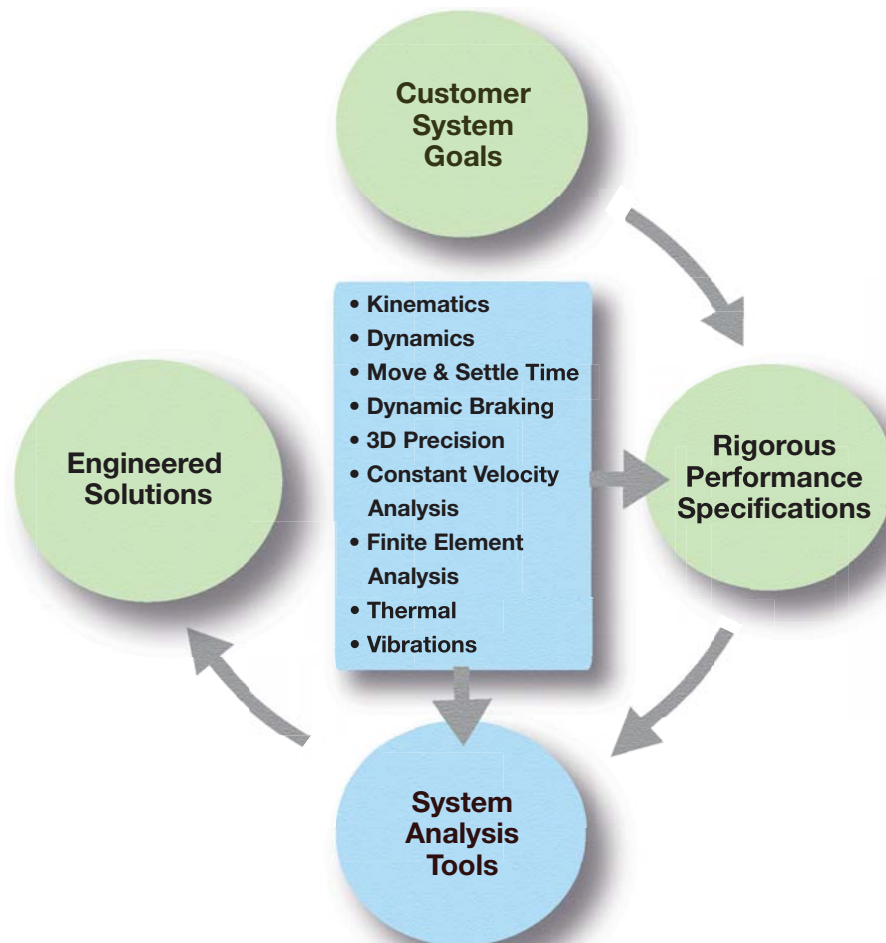 Customer
System
Goals
• Kinematics
• Dynamics
• Move & Settle Time
• Dynamic Braking
• 3D Precision
• Constant Velocity
Analysis
• Finite Element
Analysis
• Thermal
• Vibrations
Engineered
Solutions
Rigorous
Performance
Specifications
System
Analysis
Tools